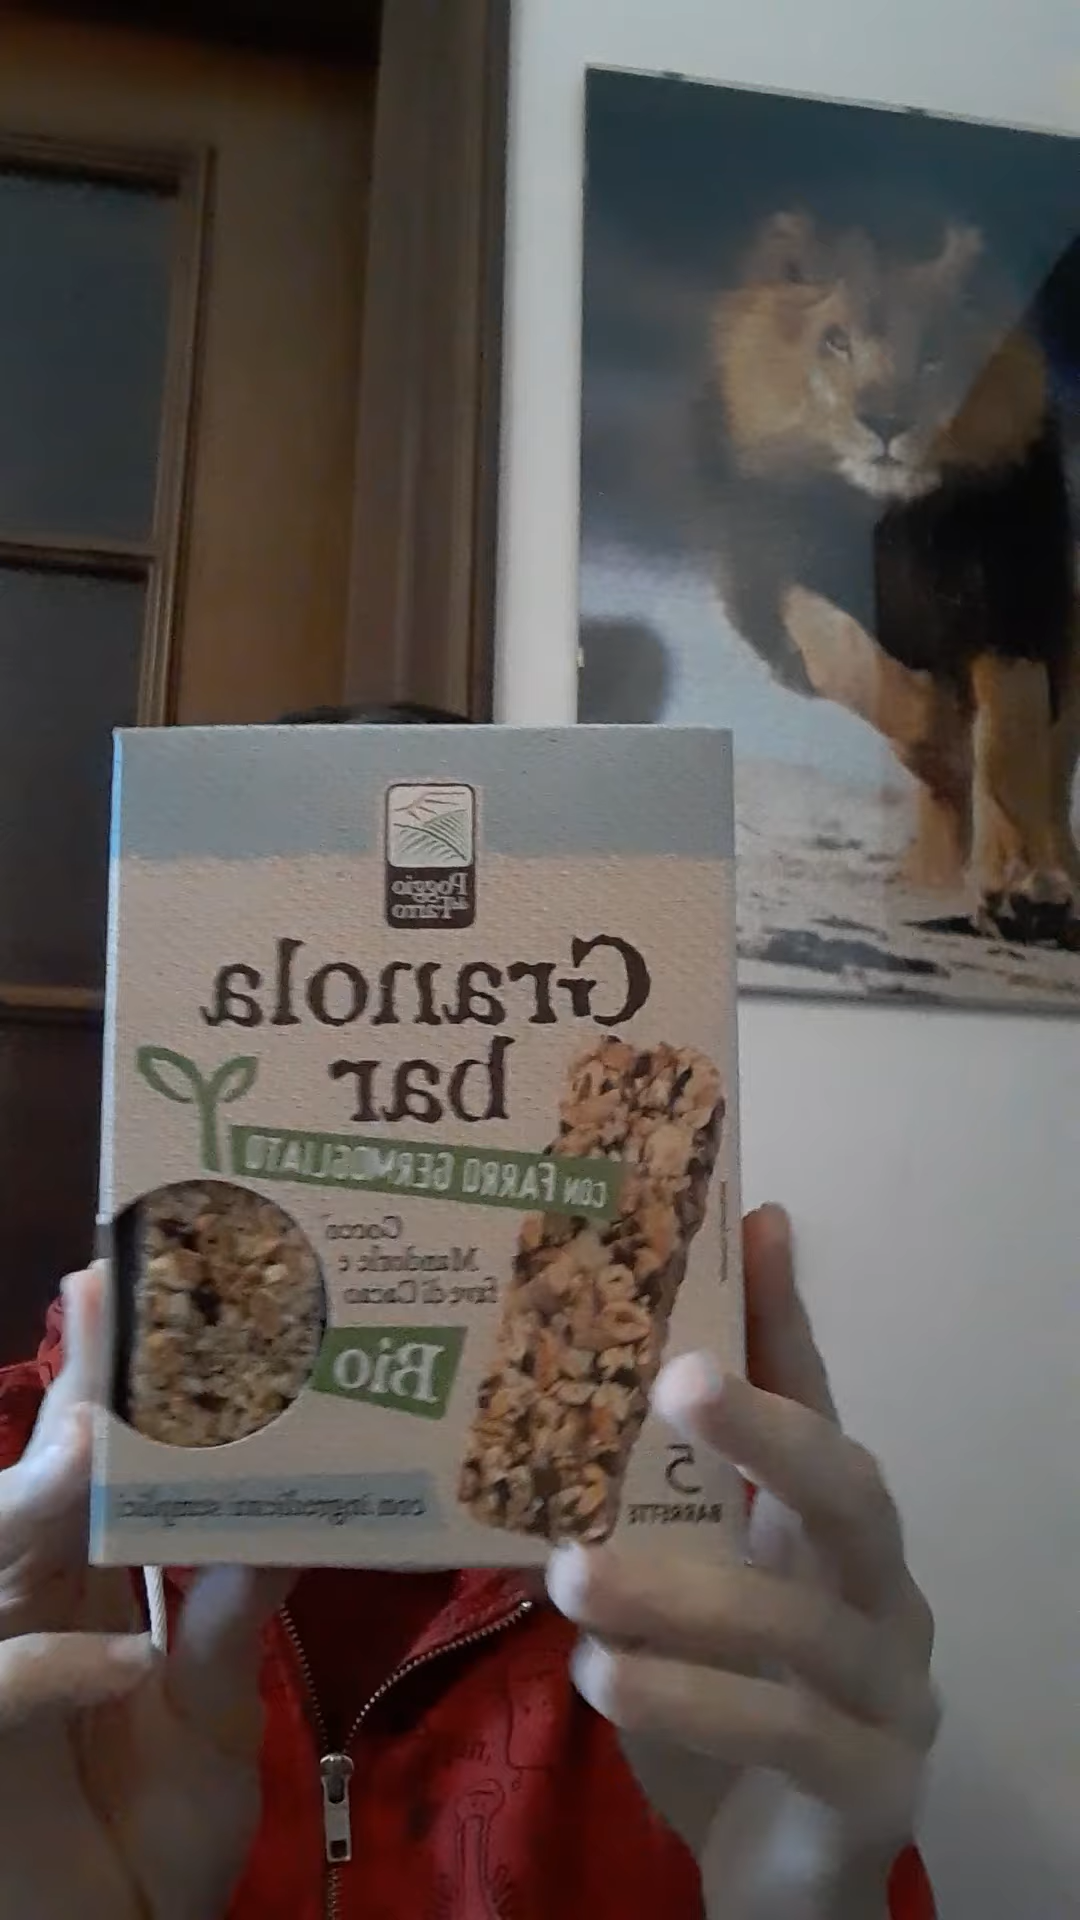 Poggio
del Farro
Granola
bar
CON FARRO GERMOGLIATO
Cocco
Mandorle e
fave di Cacao
Bio
5
BARRETTE
con ingredienti semplici